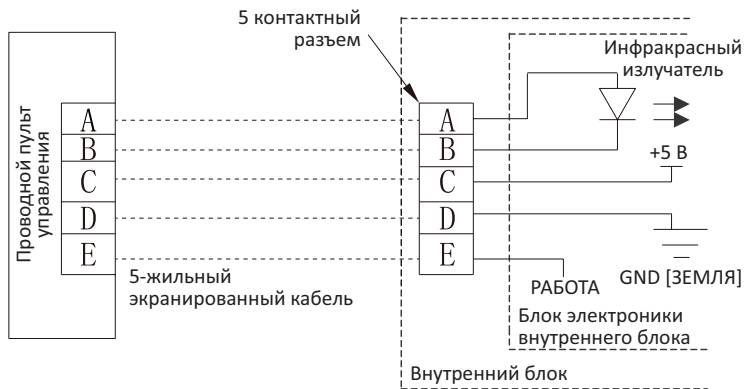 5 контактный
разъем
Инфракрасный
излучатель
Проводной пульт
управления
A
B
C
D
E
A
B
C
D
E
+5 В
GND [ЗЕМЛЯ]
РАБОТА
5-жильный
экранированный кабель
Блок электроники
внутреннего блока
Внутренний блок